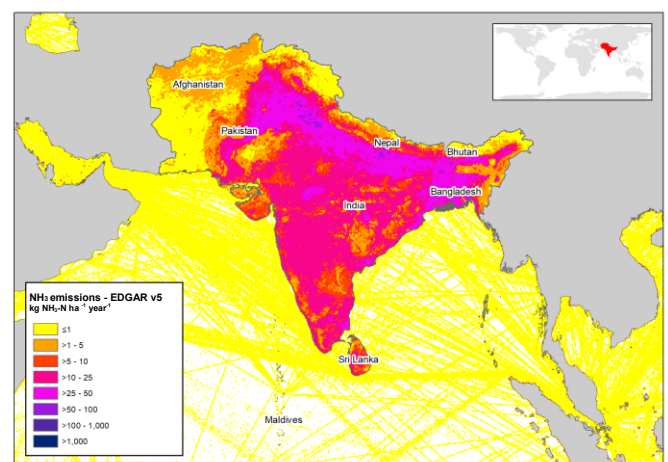 Afghanistan
Pakistan
Nepal
Bhutan
Bangladesh
India
Sri Lanka
Maldives
NH₃ emissions - EDGAR v5
kg NH₃-N ha⁻¹ year⁻¹
≤1
>1 - 5
>5 - 10
>10 - 25
>25 - 50
>50 - 100
>100 - 1,000
>1,000